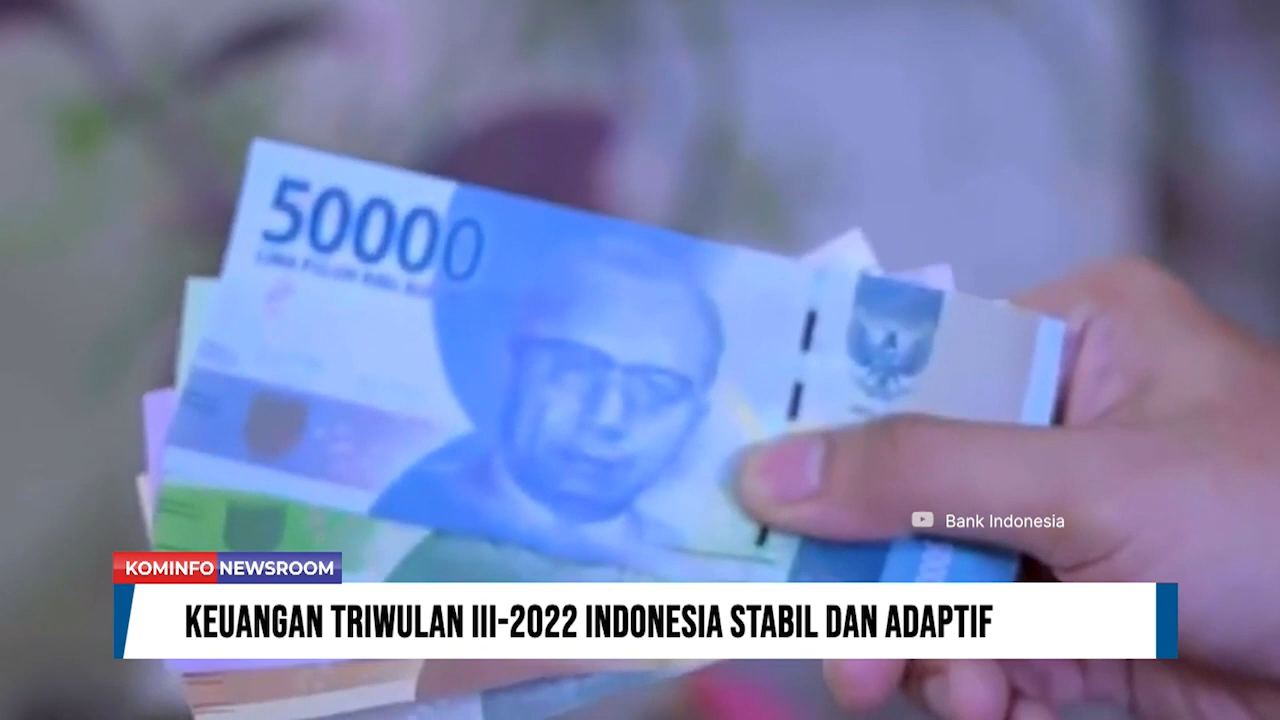 50000
Bank Indonesia
KOMINFO NEWSROOM
KEUANGAN TRIWULAN III-2022 INDONESIA STABIL DAN ADAPTIF